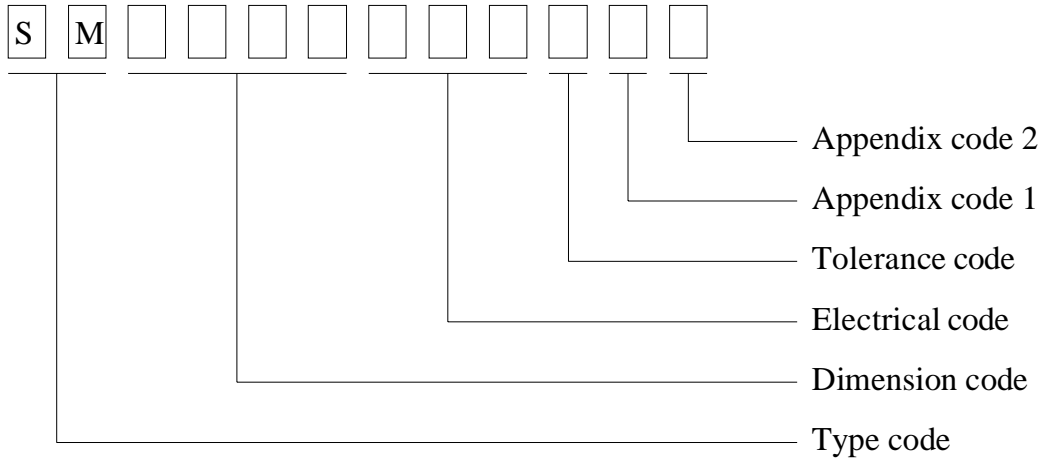 S M
Appendix code 2
Appendix code 1
Tolerance code
Electrical code
Dimension code
Type code